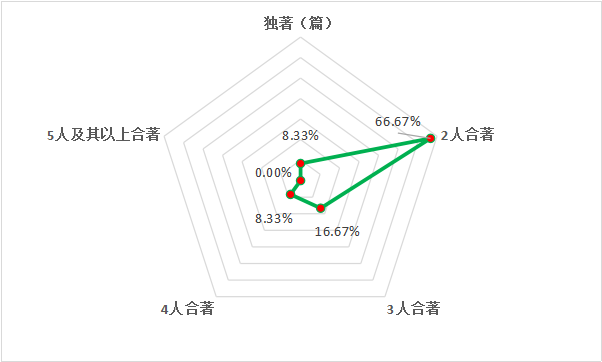 独著（篇）
66.67%
2人合著
8.33%
5人及其以上合著
0.00%
8.33%
16.67%
4人合著
3人合著